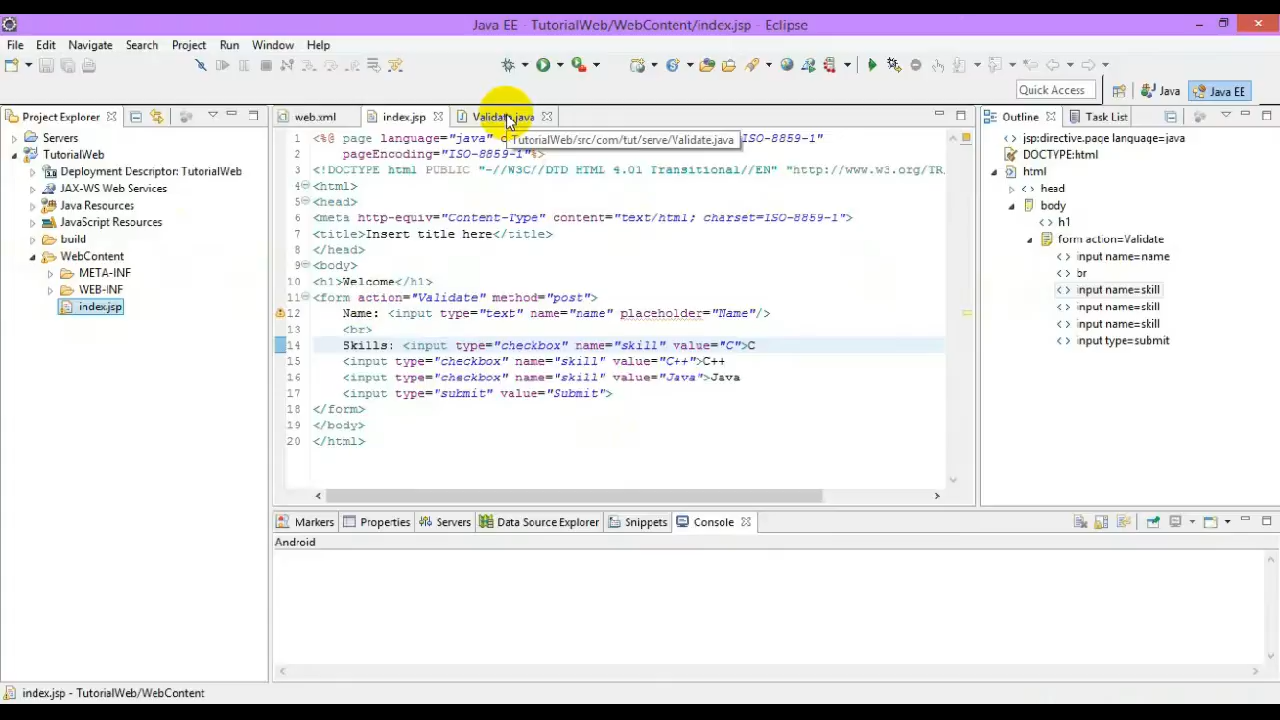 Java EE - TutorialWeb/WebContent/index.jsp - Eclipse
File Edit Navigate Search Project Run Window Help
Quick Access
Java
Java EE
Project Explorer
Servers
TutorialWeb
Deployment Descriptor: TutorialWeb
JAX-WS Web Services
Java Resources
JavaScript Resources
build
WebContent
META-INF
WEB-INF
index.jsp
web.xml
index.jsp
Validate.java
TutorialWeb/src/com/tut/serve/Validate.java
1 <%@ page language="java" c ISO-8859-1"
2 pageEncoding="ISO-8859-1"%>
3 <!DOCTYPE html PUBLIC "-//W3C//DTD HTML 4.01 Transitional//EN" "http://www.w3.org/TR/
4 <html>
5 <head>
6 <meta http-equiv="Content-Type" content="text/html; charset=ISO-8859-1">
7 <title>Insert title here</title>
8 </head>
9 <body>
10 <h1>Welcome</h1>
11 <form action="Validate" method="post">
12 Name: <input type="text" name="name" placeholder="Name"/>
13 <br>
14 Skills: <input type="checkbox" name="skill" value="C">C
15 <input type="checkbox" name="skill" value="C++">C++
16 <input type="checkbox" name="skill" value="Java">Java
17 <input type="submit" value="Submit">
18 </form>
19 </body>
20 </html>
Outline
Task List
jsp:directive.page language=java
DOCTYPE:html
html
head
body
h1
form action=Validate
input name=name
br
input name=skill
input name=skill
input name=skill
input type=submit
Markers Properties Servers Data Source Explorer Snippets Console
Android
index.jsp - TutorialWeb/WebContent